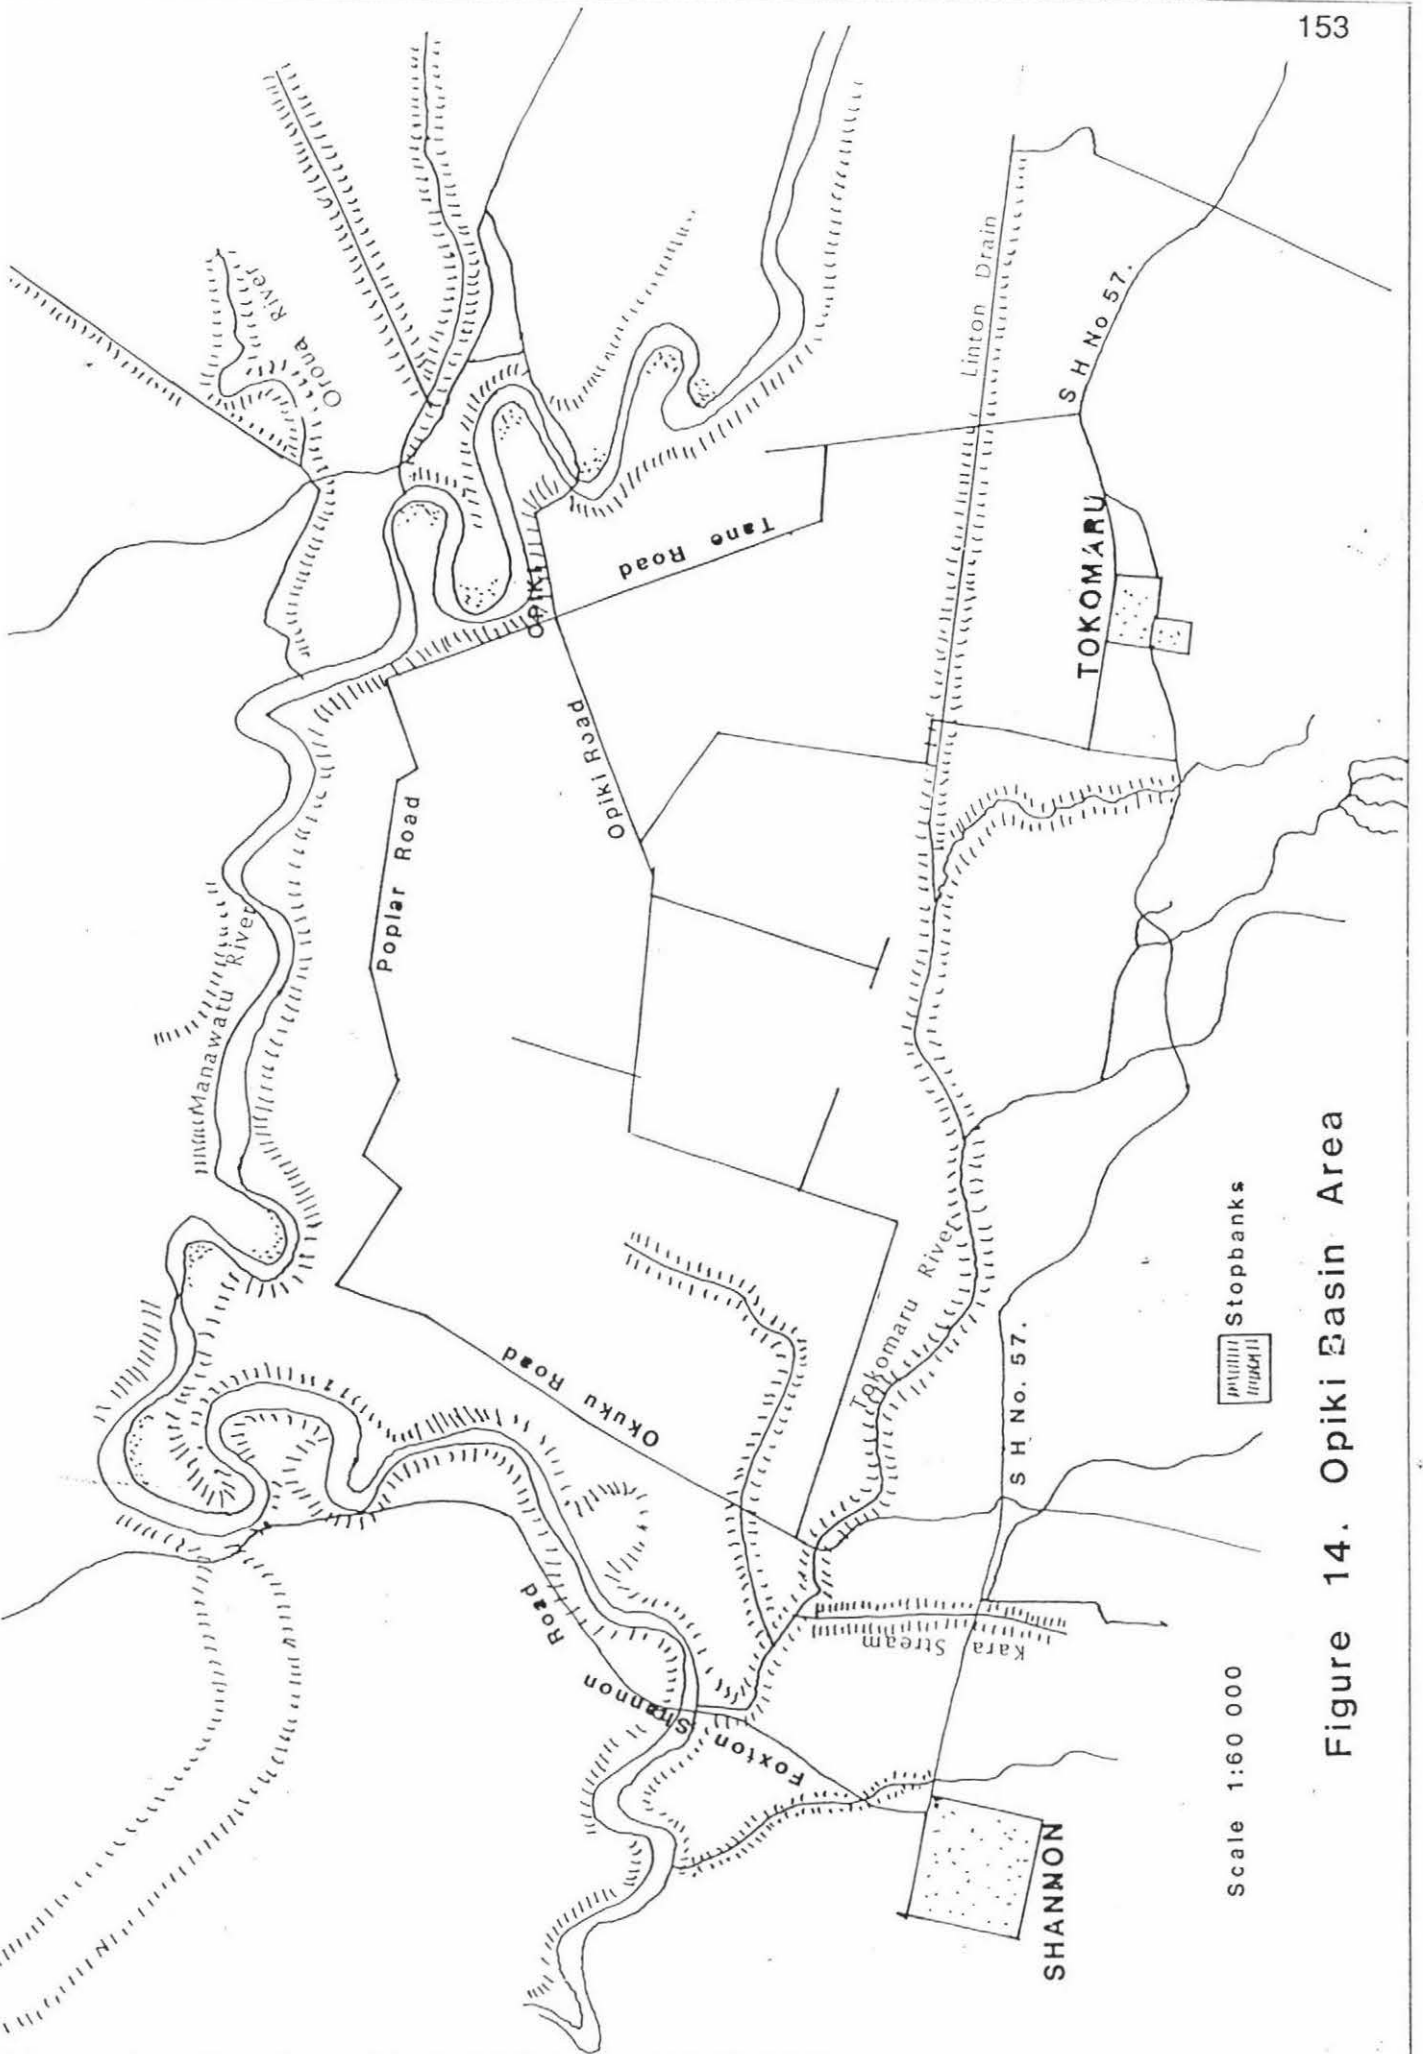 153
Oroua
River
Linton Drain
S H No 57.
Tane Road
OPIKI
TOKOMARU
Opiki Road
Poplar Road
Manawatu River
Okuku Road
Tokomaru River
S H No. 57.
Stopbanks
Kara Stream
Foxton Shannon Road
SHANNON
Scale 1:60 000
Figure 14. Opiki Basin Area